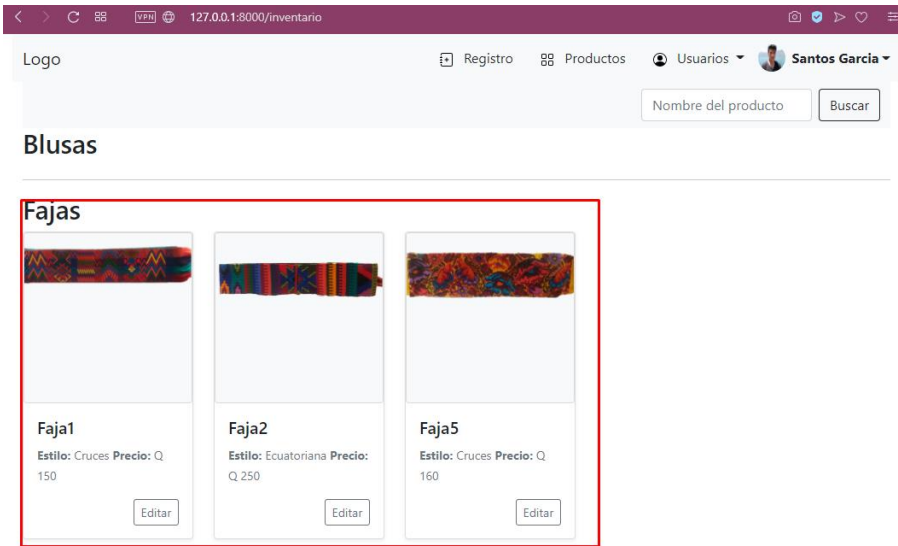 VPN 127.0.0.1:8000/inventario
Logo Registro Productos Usuarios Santos Garcia
Nombre del producto Buscar
Blusas
Fajas
Faja1 Faja2 Faja5
Estilo: Cruces Precio: Q Estilo: Ecuatoriana Precio: Estilo: Cruces Precio: Q
150 Q 250 160
Editar Editar Editar